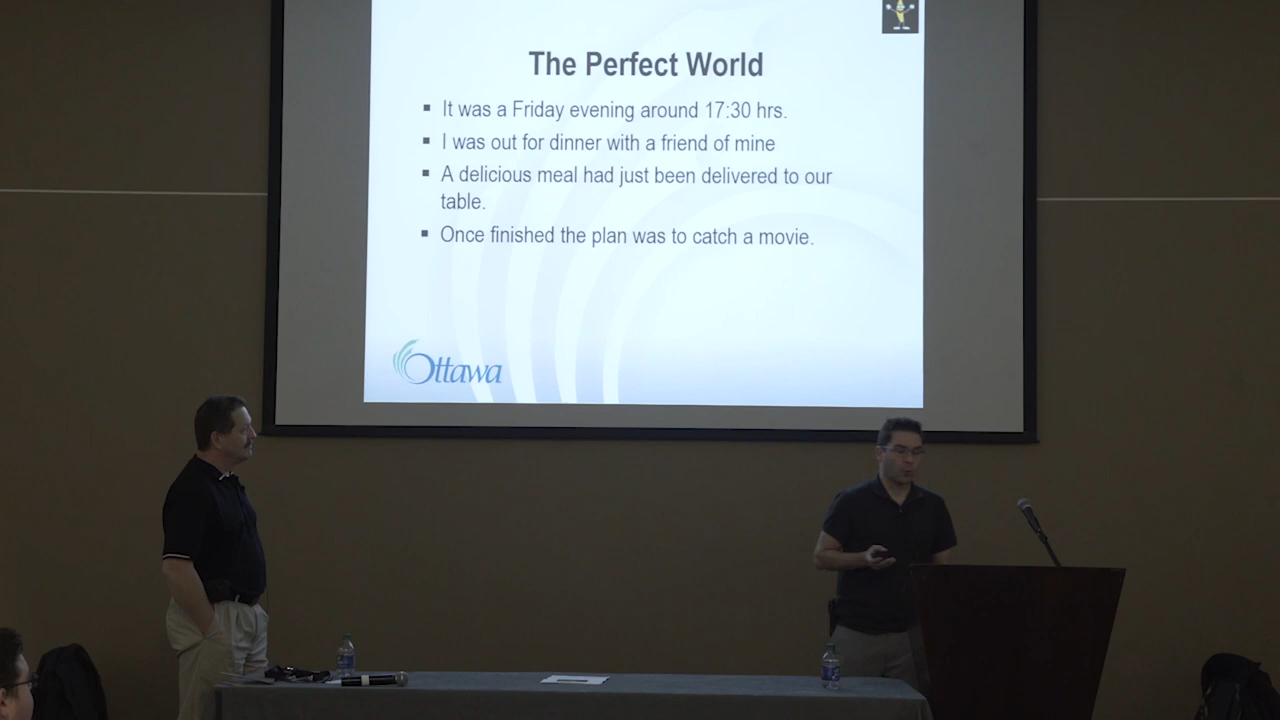 The Perfect World
▪ It was a Friday evening around 17:30 hrs.
▪ I was out for dinner with a friend of mine
▪ A delicious meal had just been delivered to our
table.
▪ Once finished the plan was to catch a movie.
Ottawa